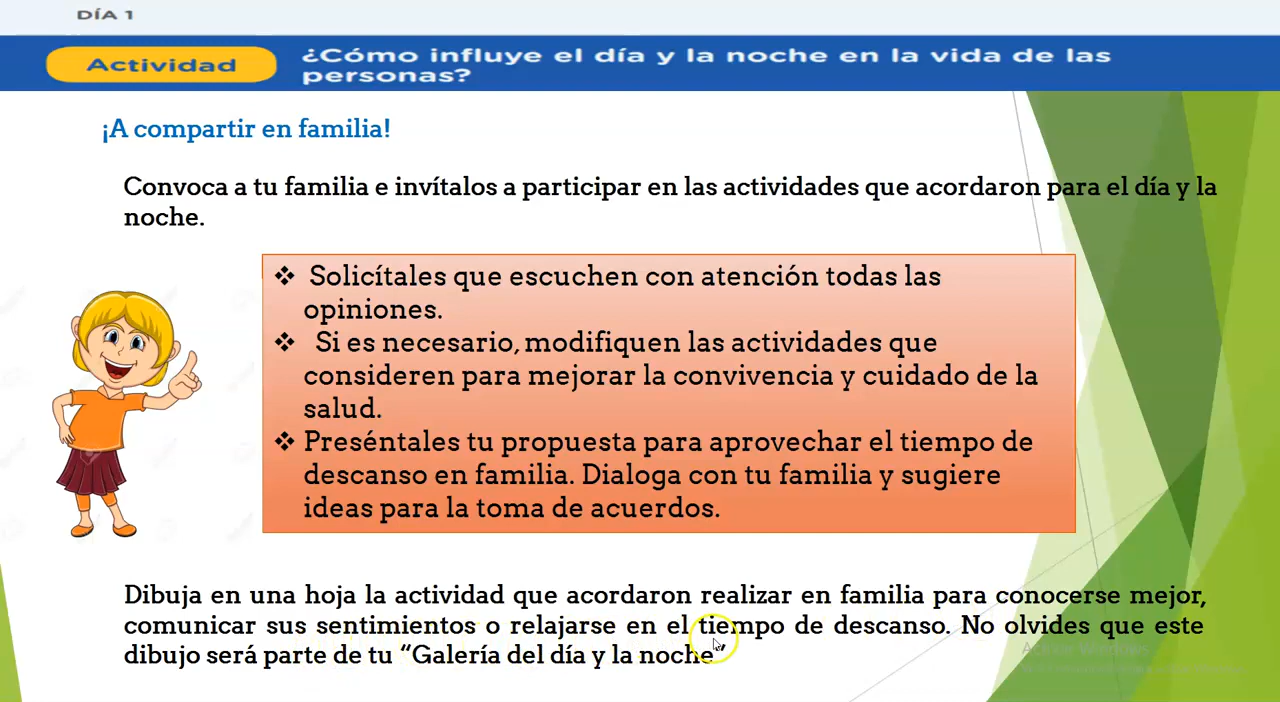 DÍA 1
Actividad
¿Cómo influye el día y la noche en la vida de las
personas?
¡A compartir en familia!
Convoca a tu familia e invítalos a participar en las actividades que acordaron para el día y la
noche.
❖ Solicítales que escuchen con atención todas las
opiniones.
❖ Si es necesario, modifiquen las actividades que
consideren para mejorar la convivencia y cuidado de la
salud.
❖ Preséntales tu propuesta para aprovechar el tiempo de
descanso en familia. Dialoga con tu familia y sugiere
ideas para la toma de acuerdos.
Dibuja en una hoja la actividad que acordaron realizar en familia para conocerse mejor,
comunicar sus sentimientos o relajarse en el tiempo de descanso. No olvides que este
dibujo será parte de tu “Galería del día y la noche”
Activar Windows